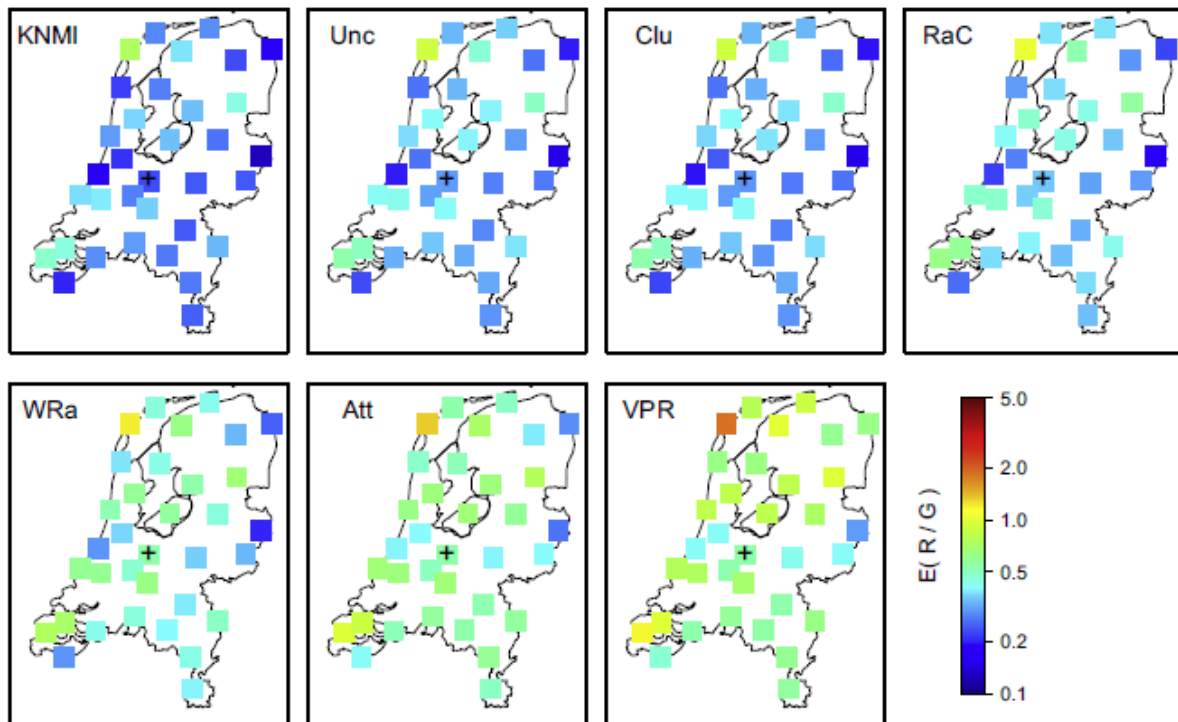 KNMI
Unc
Clu
RaC
WRa
Att
VPR
5.0
2.0
1.0
0.5
0.2
0.1
E( R / G )